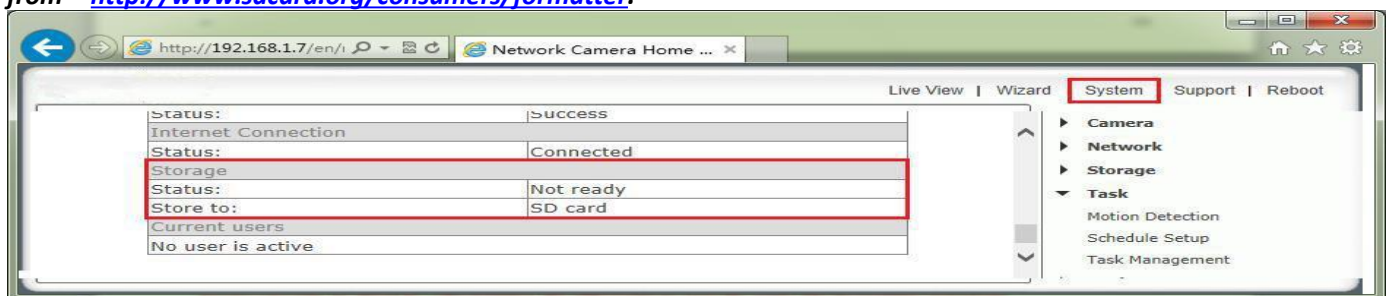 from http://www.sdcard.org/consumers/formatter.
http://192.168.1.7/en/ Network Camera Home ...
Live View | Wizard System Support | Reboot
Status: Success
Internet Connection
Status: Connected
Storage
Status: Not ready
Store to: SD card
Current users
No user is active
Camera
Network
Storage
Task
Motion Detection
Schedule Setup
Task Management